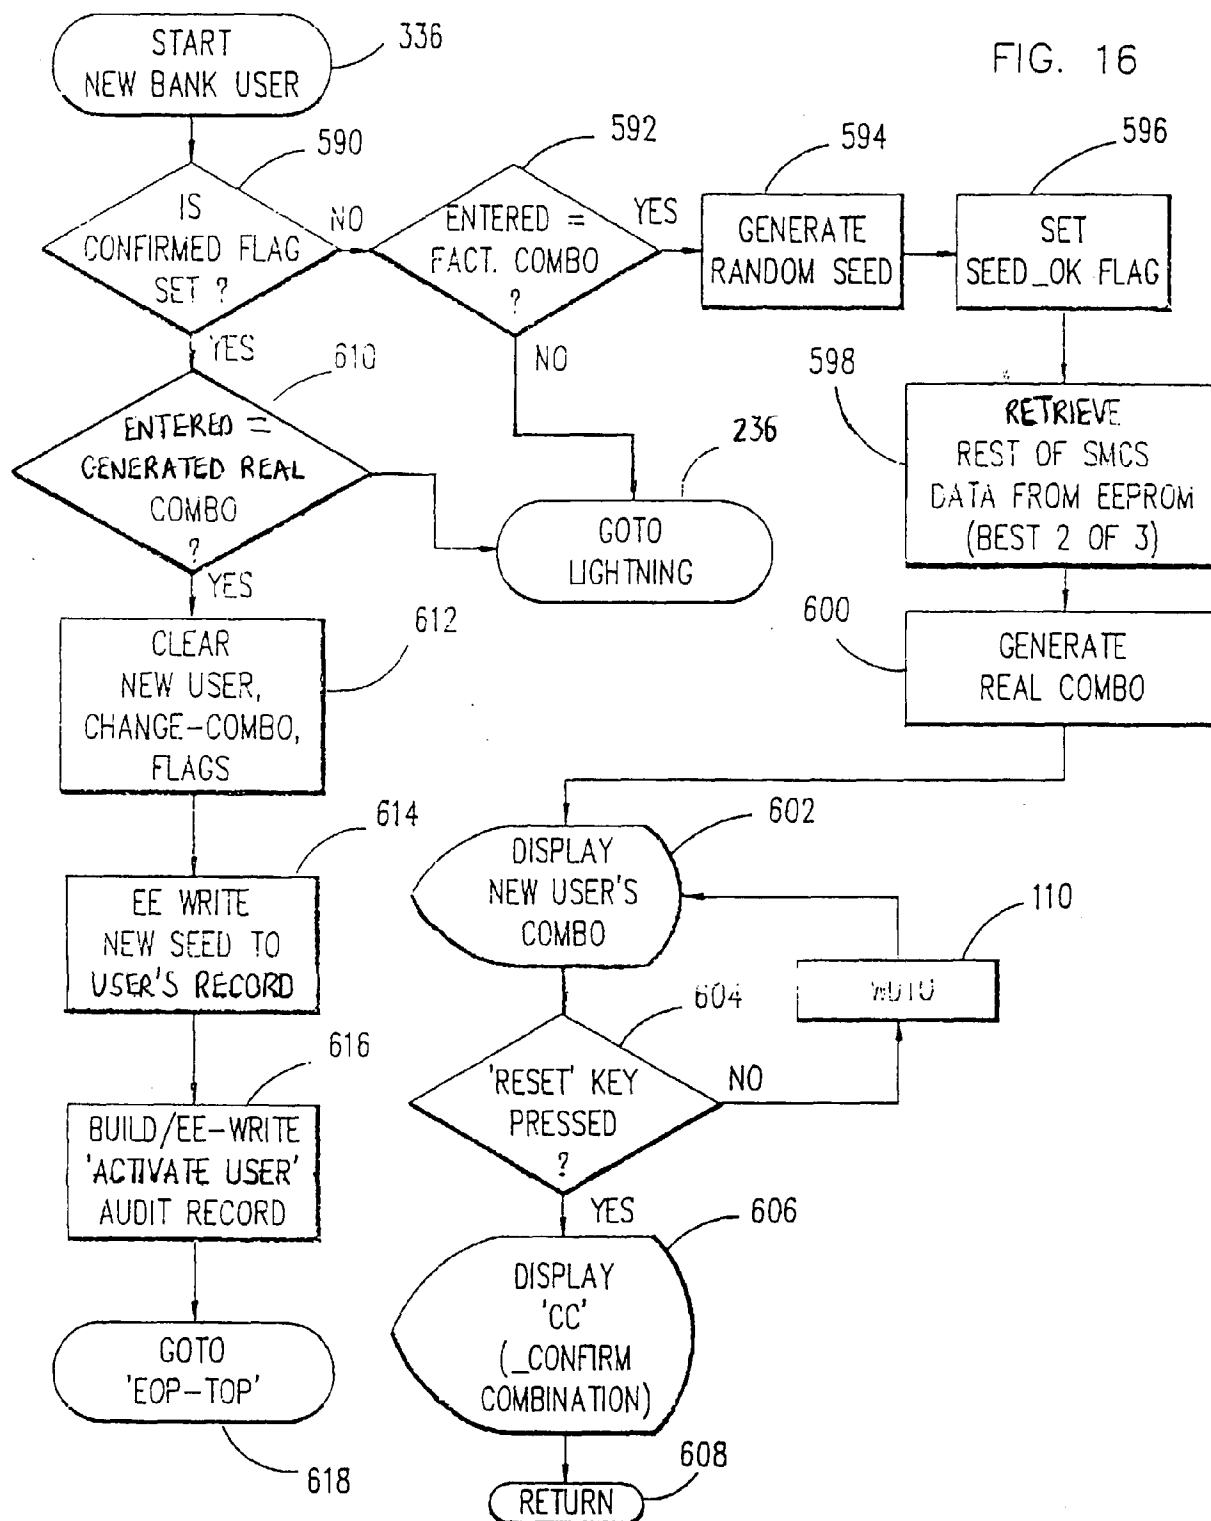 FIG. 16
START
NEW BANK USER
336
590
IS
CONFIRMED FLAG
SET ?
NO
YES
592
ENTERED =
FACT. COMBO
?
YES
NO
594
GENERATE
RANDOM SEED
596
SET
SEED_OK FLAG
598
RETRIEVE
REST OF SMCS
DATA FROM EEPROM
(BEST 2 OF 3)
600
GENERATE
REAL COMBO
610
ENTERED =
GENERATED REAL
COMBO
?
YES
236
GOTO
LIGHTNING
612
CLEAR
NEW USER,
CHANGE-COMBO,
FLAGS
614
EE WRITE
NEW SEED TO
USER'S RECORD
616
BUILD/EE-WRITE
'ACTIVATE USER'
AUDIT RECORD
GOTO
'EOP-TOP'
618
602
DISPLAY
NEW USER'S
COMBO
110
WDTO
604
'RESET' KEY
PRESSED
?
NO
YES
606
DISPLAY
'CC'
(_CONFIRM
COMBINATION)
608
RETURN